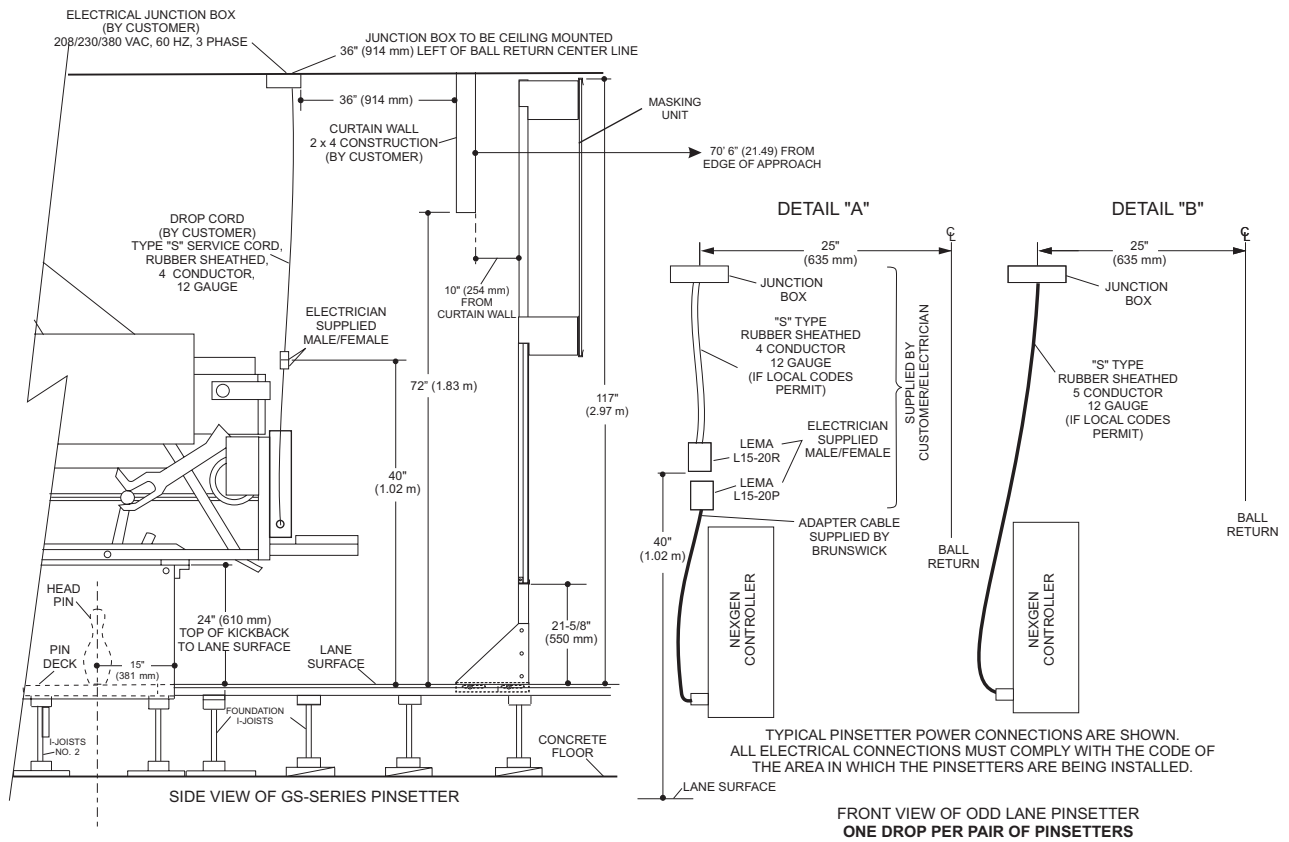 ELECTRICAL JUNCTION BOX
(BY CUSTOMER)
208/230/380 VAC, 60 HZ, 3 PHASE
JUNCTION BOX TO BE CEILING MOUNTED
36" (914 mm) LEFT OF BALL RETURN CENTER LINE
36" (914 mm)
CURTAIN WALL
2 x 4 CONSTRUCTION
(BY CUSTOMER)
MASKING
UNIT
70' 6" (21.49) FROM
EDGE OF APPROACH
DROP CORD
(BY CUSTOMER)
TYPE "S" SERVICE CORD,
RUBBER SHEATHED,
4 CONDUCTOR,
12 GAUGE
10" (254 mm)
FROM
CURTAIN WALL
ELECTRICIAN
SUPPLIED
MALE/FEMALE
72" (1.83 m)
117"
(2.97 m)
40"
(1.02 m)
HEAD
PIN
PIN
DECK
15"
(381 mm)
24" (610 mm)
TOP OF KICKBACK
TO LANE SURFACE
LANE
SURFACE
21-5/8"
(550 mm)
FOUNDATION
I-JOISTS
I-JOISTS
NO. 2
CONCRETE
FLOOR
SIDE VIEW OF GS-SERIES PINSETTER
DETAIL "A"
℄
25"
(635 mm)
JUNCTION
BOX
"S" TYPE
RUBBER SHEATHED
4 CONDUCTOR
12 GAUGE
(IF LOCAL CODES
PERMIT)
SUPPLIED BY
CUSTOMER/ELECTRICIAN
ELECTRICIAN
SUPPLIED
MALE/FEMALE
LEMA
L15-20R
LEMA
L15-20P
ADAPTER CABLE
SUPPLIED BY
BRUNSWICK
40"
(1.02 m)
BALL
RETURN
NEXGEN
CONTROLLER
LANE SURFACE
DETAIL "B"
℄
25"
(635 mm)
JUNCTION
BOX
"S" TYPE
RUBBER SHEATHED
5 CONDUCTOR
12 GAUGE
(IF LOCAL CODES
PERMIT)
BALL
RETURN
NEXGEN
CONTROLLER
TYPICAL PINSETTER POWER CONNECTIONS ARE SHOWN.
ALL ELECTRICAL CONNECTIONS MUST COMPLY WITH THE CODE OF
THE AREA IN WHICH THE PINSETTERS ARE BEING INSTALLED.
FRONT VIEW OF ODD LANE PINSETTER
ONE DROP PER PAIR OF PINSETTERS